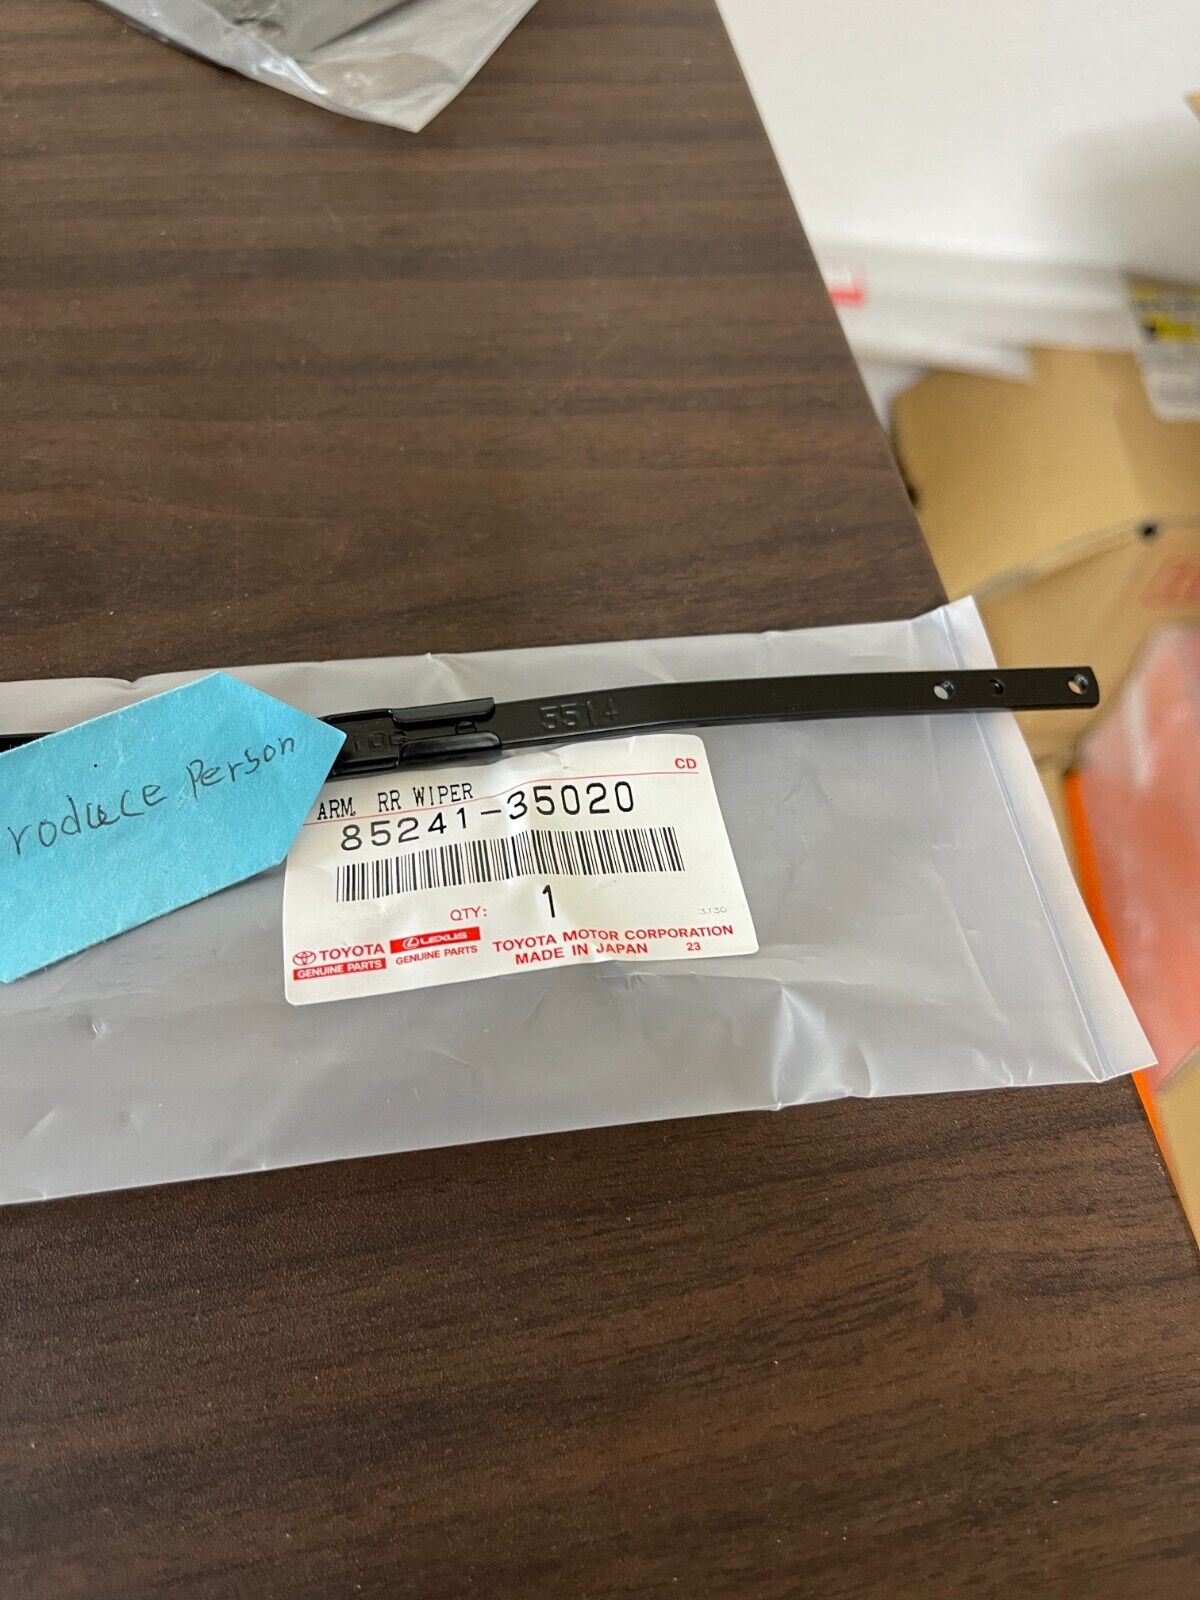 5514
roduce person
CD
ARM, RR WIPER
85241-35020
QTY: 1
3J30
TOYOTA
GENUINE PARTS
LEXUS
GENUINE PARTS
TOYOTA MOTOR CORPORATION
MADE IN JAPAN 23